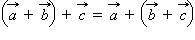 (a⃗ + b⃗) + c⃗ = a⃗ + (b⃗ + c⃗)